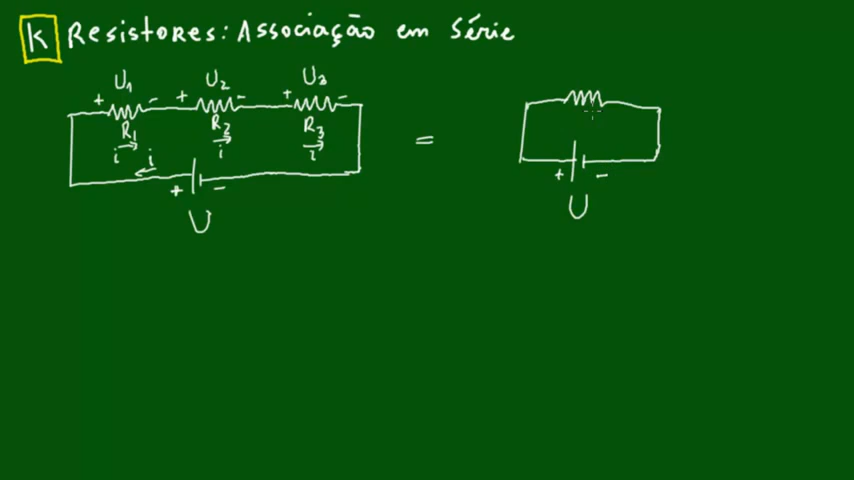 K Resistores: Associação em Série
U1 U2 U3
+ - + - + -
R1 R2 R3
i i i
i
=
+ -
U
+ -
U